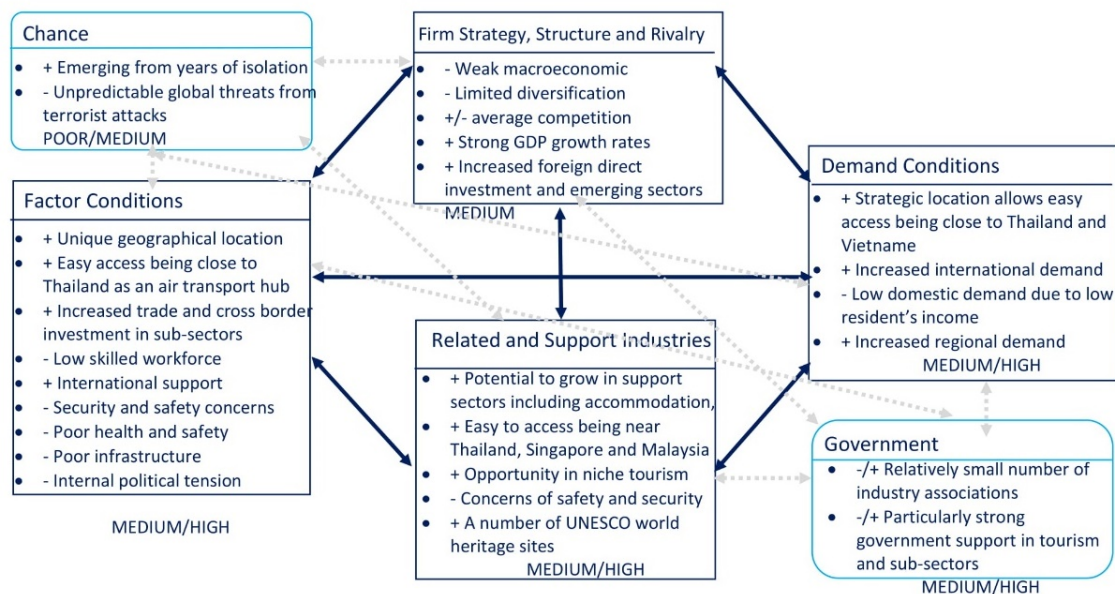 Chance
• + Emerging from years of isolation
• - Unpredictable global threats from
terrorist attacks
POOR/MEDIUM
Firm Strategy, Structure and Rivalry
• - Weak macroeconomic
• - Limited diversification
• +/- average competition
• + Strong GDP growth rates
• + Increased foreign direct
investment and emerging sectors
MEDIUM
Demand Conditions
• + Strategic location allows easy
access being close to Thailand and
Vietname
• + Increased international demand
• - Low domestic demand due to low
resident's income
• + Increased regional demand
MEDIUM/HIGH
Factor Conditions
• + Unique geographical location
• + Easy access being close to
Thailand as an air transport hub
• + Increased trade and cross border
investment in sub-sectors
• - Low skilled workforce
• + International support
• - Security and safety concerns
• - Poor health and safety
• - Poor infrastructure
• - Internal political tension
MEDIUM/HIGH
Related and Support Industries
• + Potential to grow in support
sectors including accommodation,
• + Easy to access being near
Thailand, Singapore and Malaysia
• + Opportunity in niche tourism
• - Concerns of safety and security
• + A number of UNESCO world
heritage sites
MEDIUM/HIGH
Government
• -/+ Relatively small number of
industry associations
• -/+ Particularly strong
government support in tourism
and sub-sectors
MEDIUM/HIGH